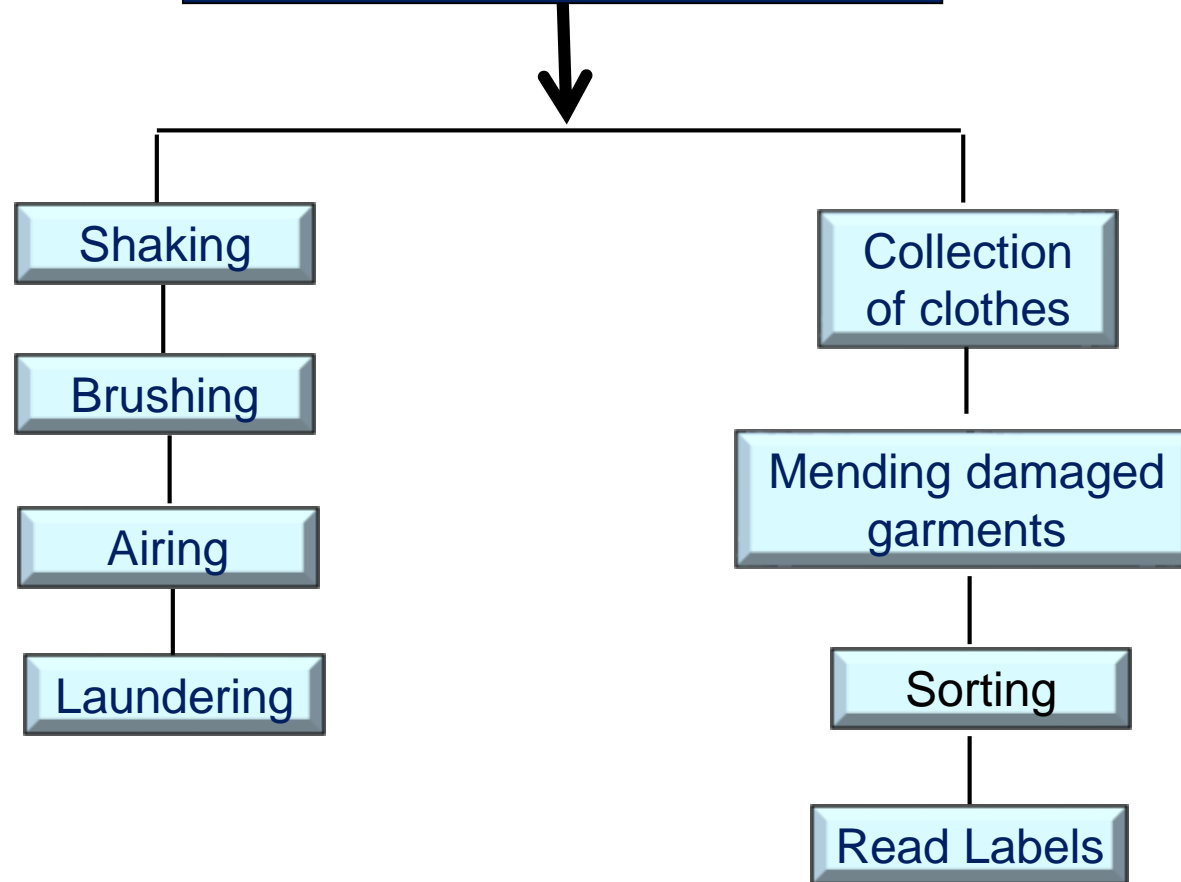 Shaking
Brushing
Airing
Laundering
Collection
of clothes
Mending damaged
garments
Sorting
Read Labels